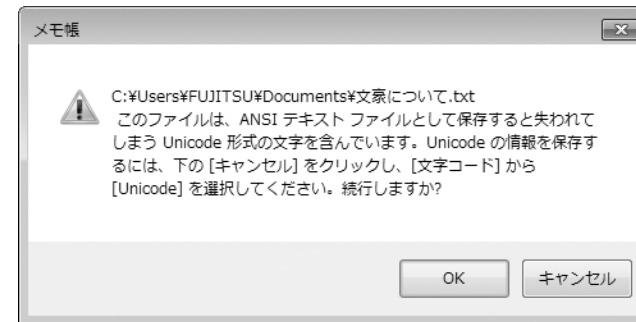 メモ帳
C:¥Users¥FUJITSU¥Documents¥文豪について.txt
このファイルは、ANSI テキスト ファイルとして保存すると失われて
しまう Unicode 形式の文字を含んでいます。Unicode の情報を保存す
るには、下の [キャンセル] をクリックし、[文字コード] から
[Unicode] を選択してください。続行しますか?
OK
キャンセル